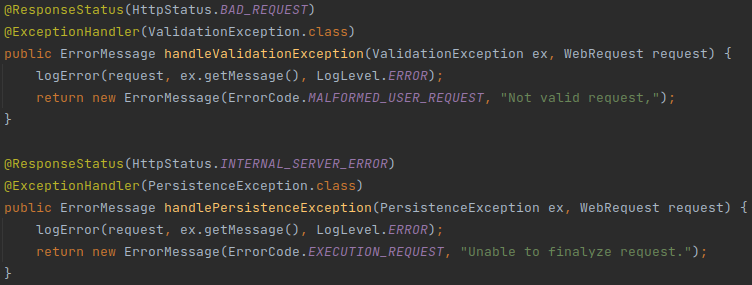 @ResponseStatus(HttpStatus.BAD_REQUEST)
@ExceptionHandler(ValidationException.class)
public ErrorMessage handleValidationException(ValidationException ex, WebRequest request) {
    logError(request, ex.getMessage(), LogLevel.ERROR);
    return new ErrorMessage(ErrorCode.MALFORMED_USER_REQUEST, "Not valid request,");
}

@ResponseStatus(HttpStatus.INTERNAL_SERVER_ERROR)
@ExceptionHandler(PersistenceException.class)
public ErrorMessage handlePersistenceException(PersistenceException ex, WebRequest request) {
    logError(request, ex.getMessage(), LogLevel.ERROR);
    return new ErrorMessage(ErrorCode.EXECUTION_REQUEST, "Unable to finalyze request.");
}